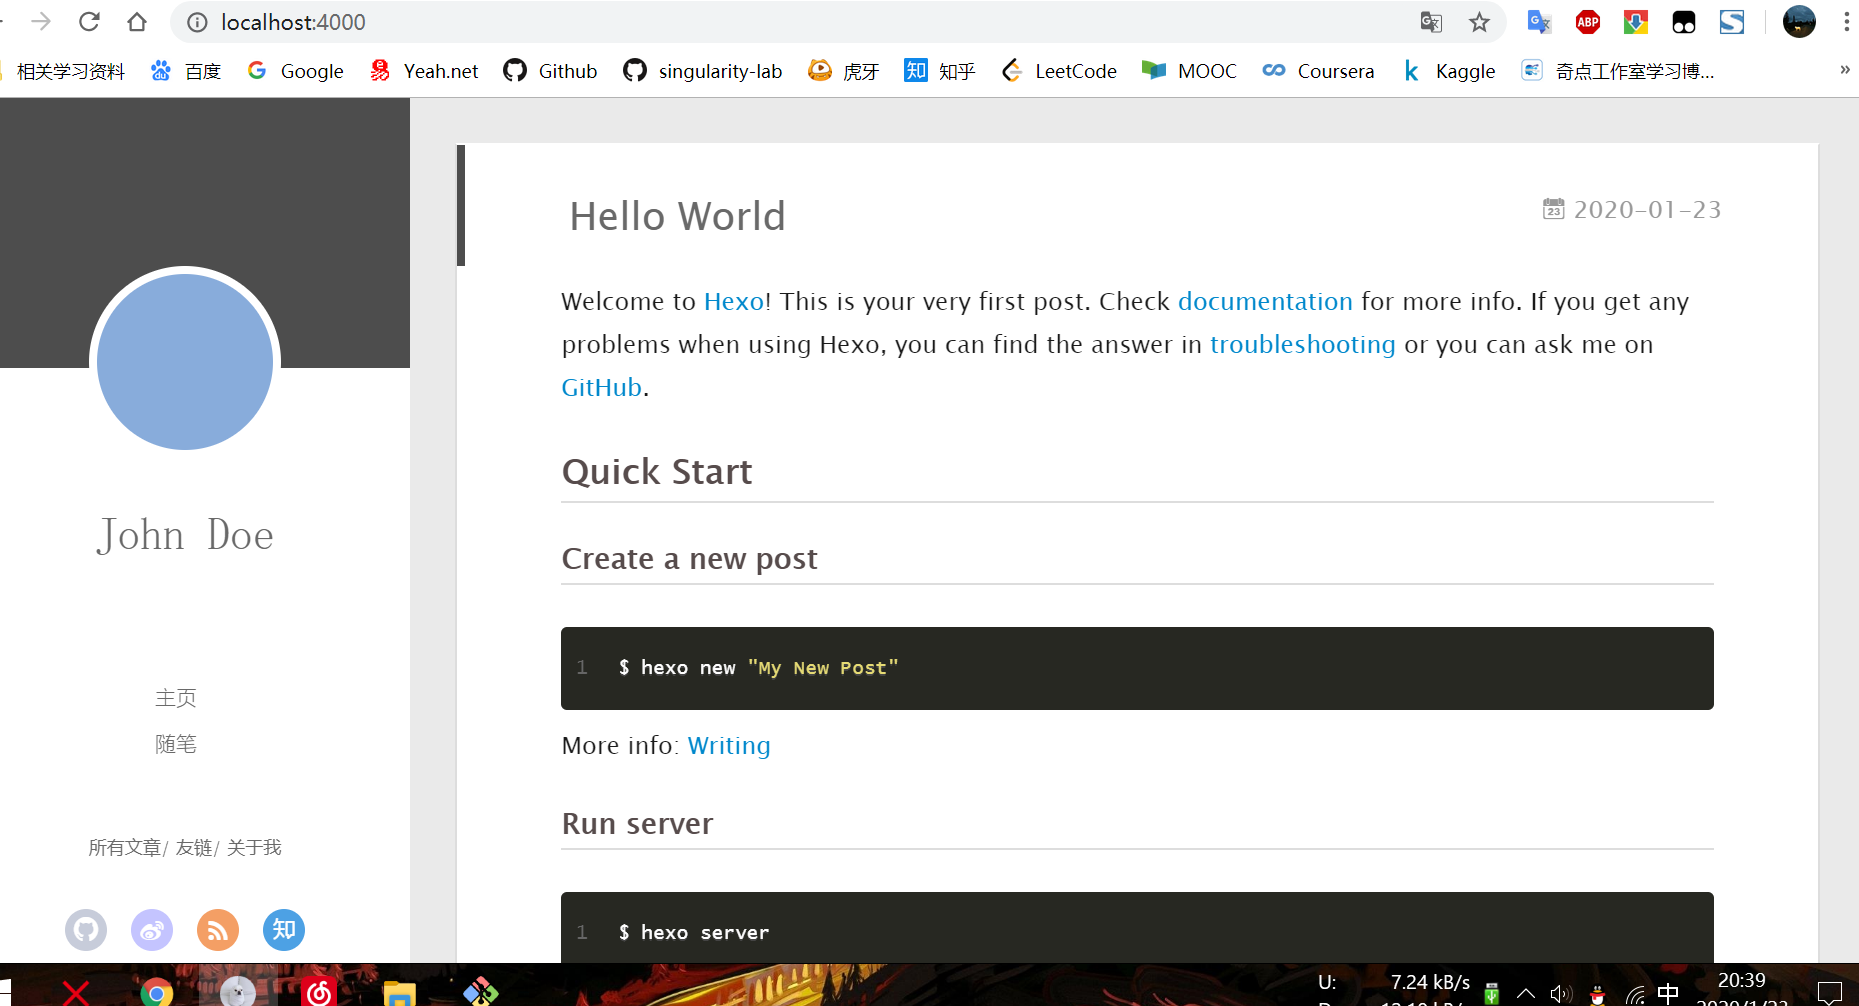 localhost:4000
相关学习资料 百度 Google Yeah.net Github singularity-lab 虎牙 知 知乎 LeetCode MOOC Coursera k Kaggle 奇点工作室学习博... »
ABP
Hello World
23 2020-01-23
Welcome to Hexo! This is your very first post. Check documentation for more info. If you get any
problems when using Hexo, you can find the answer in troubleshooting or you can ask me on
GitHub.
Quick Start
Create a new post
1 $ hexo new "My New Post"
More info: Writing
Run server
1 $ hexo server
John Doe
主页
随笔
所有文章/ 友链/ 关于我
知
U: 7.24 kB/s
中
20:39